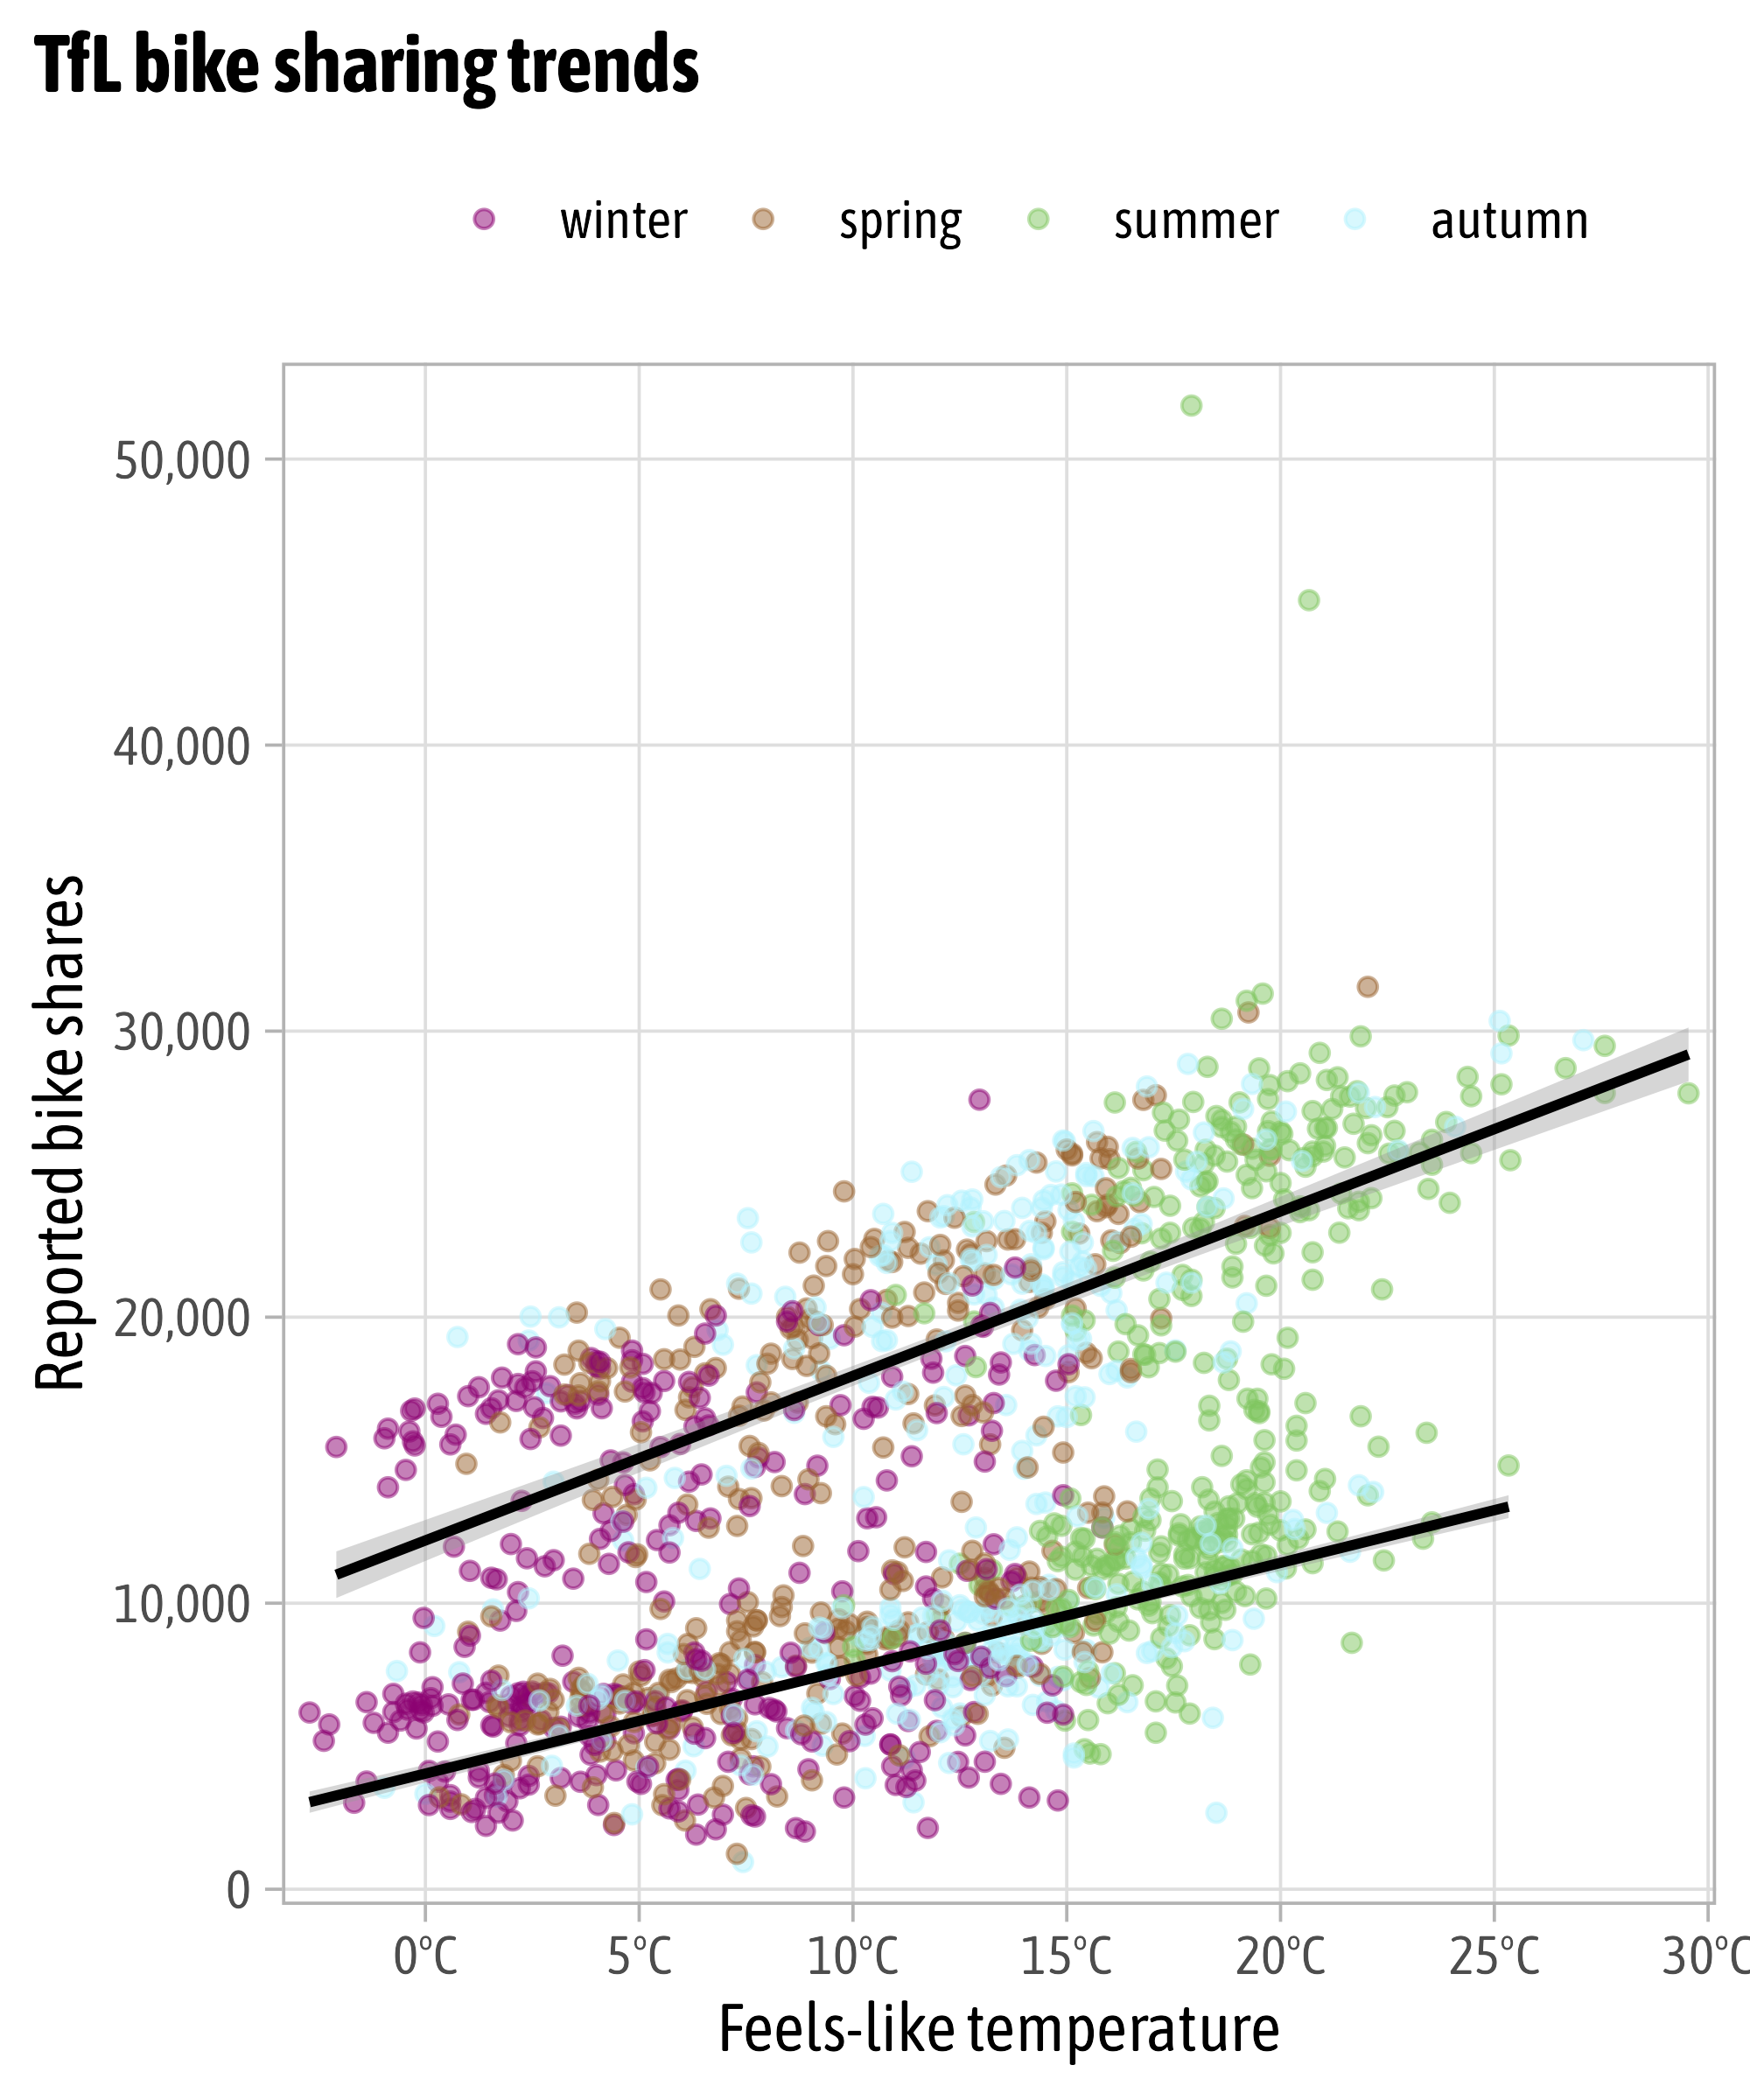 TfL bike sharing trends
winter spring summer autumn
50,000
40,000
30,000
20,000
10,000
0
Reported bike shares
0°C 5°C 10°C 15°C 20°C 25°C 30°C
Feels-like temperature